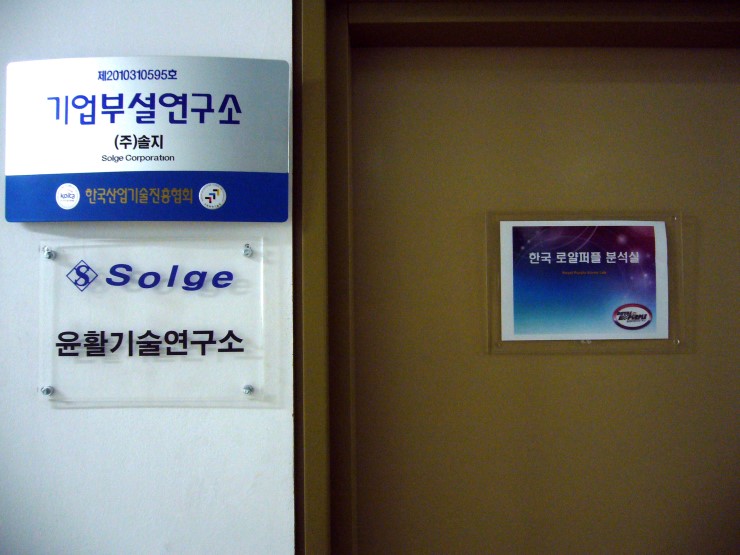 제2010310595호
기업부설연구소
(주)솔지
Solge Corporation
koita 한국산업기술진흥협회
Solge
윤활기술연구소
한국 로얄퍼플 분석실